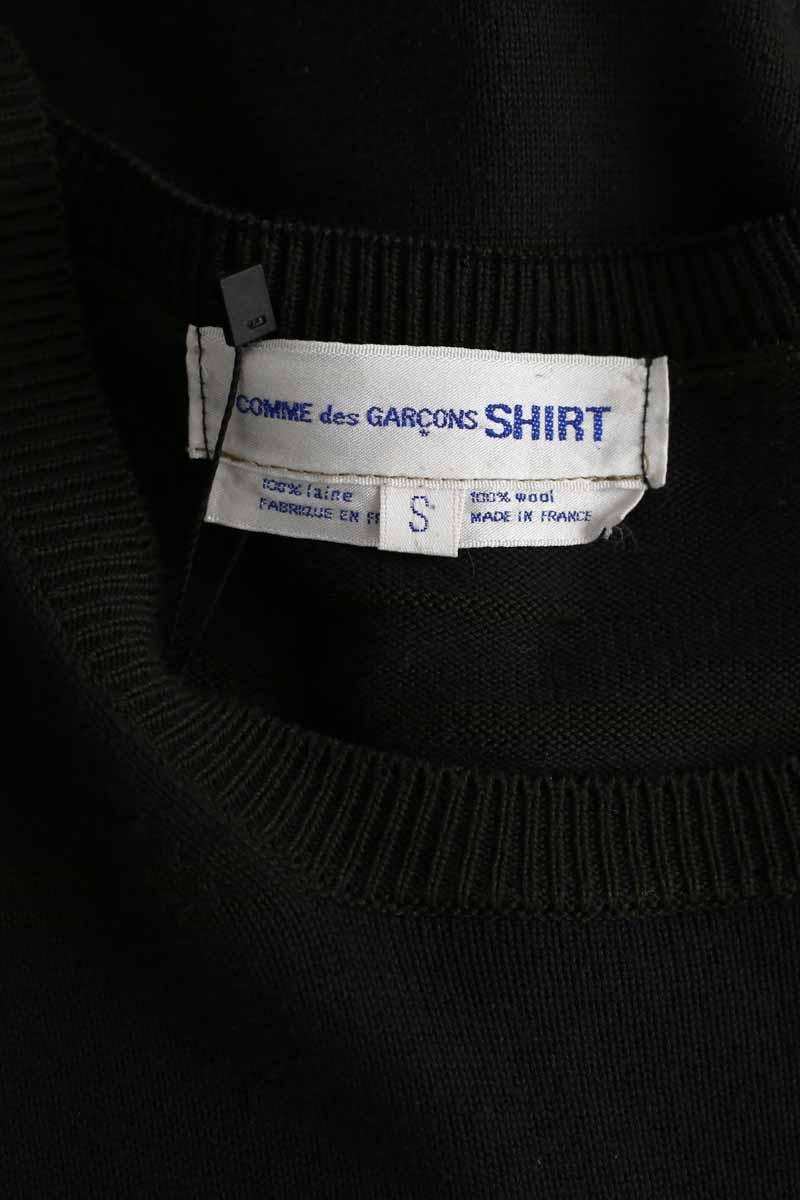 COMME des GARÇONS SHIRT
100% laine
FABRIQUE EN FR
S
100% wool
MADE IN FRANCE